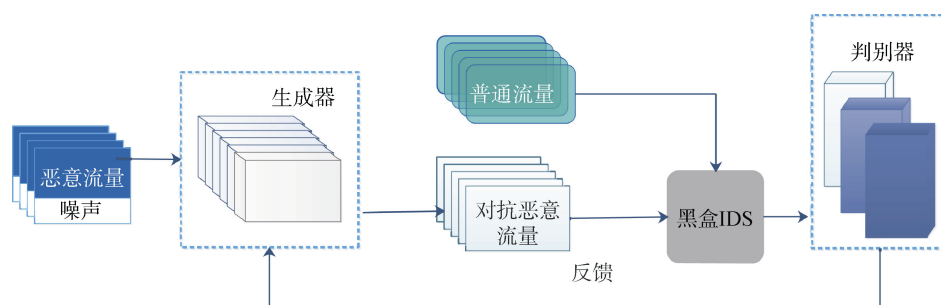 恶意流量
噪声
生成器
普通流量
对抗恶意
流量
反馈
黑盒IDS
判别器